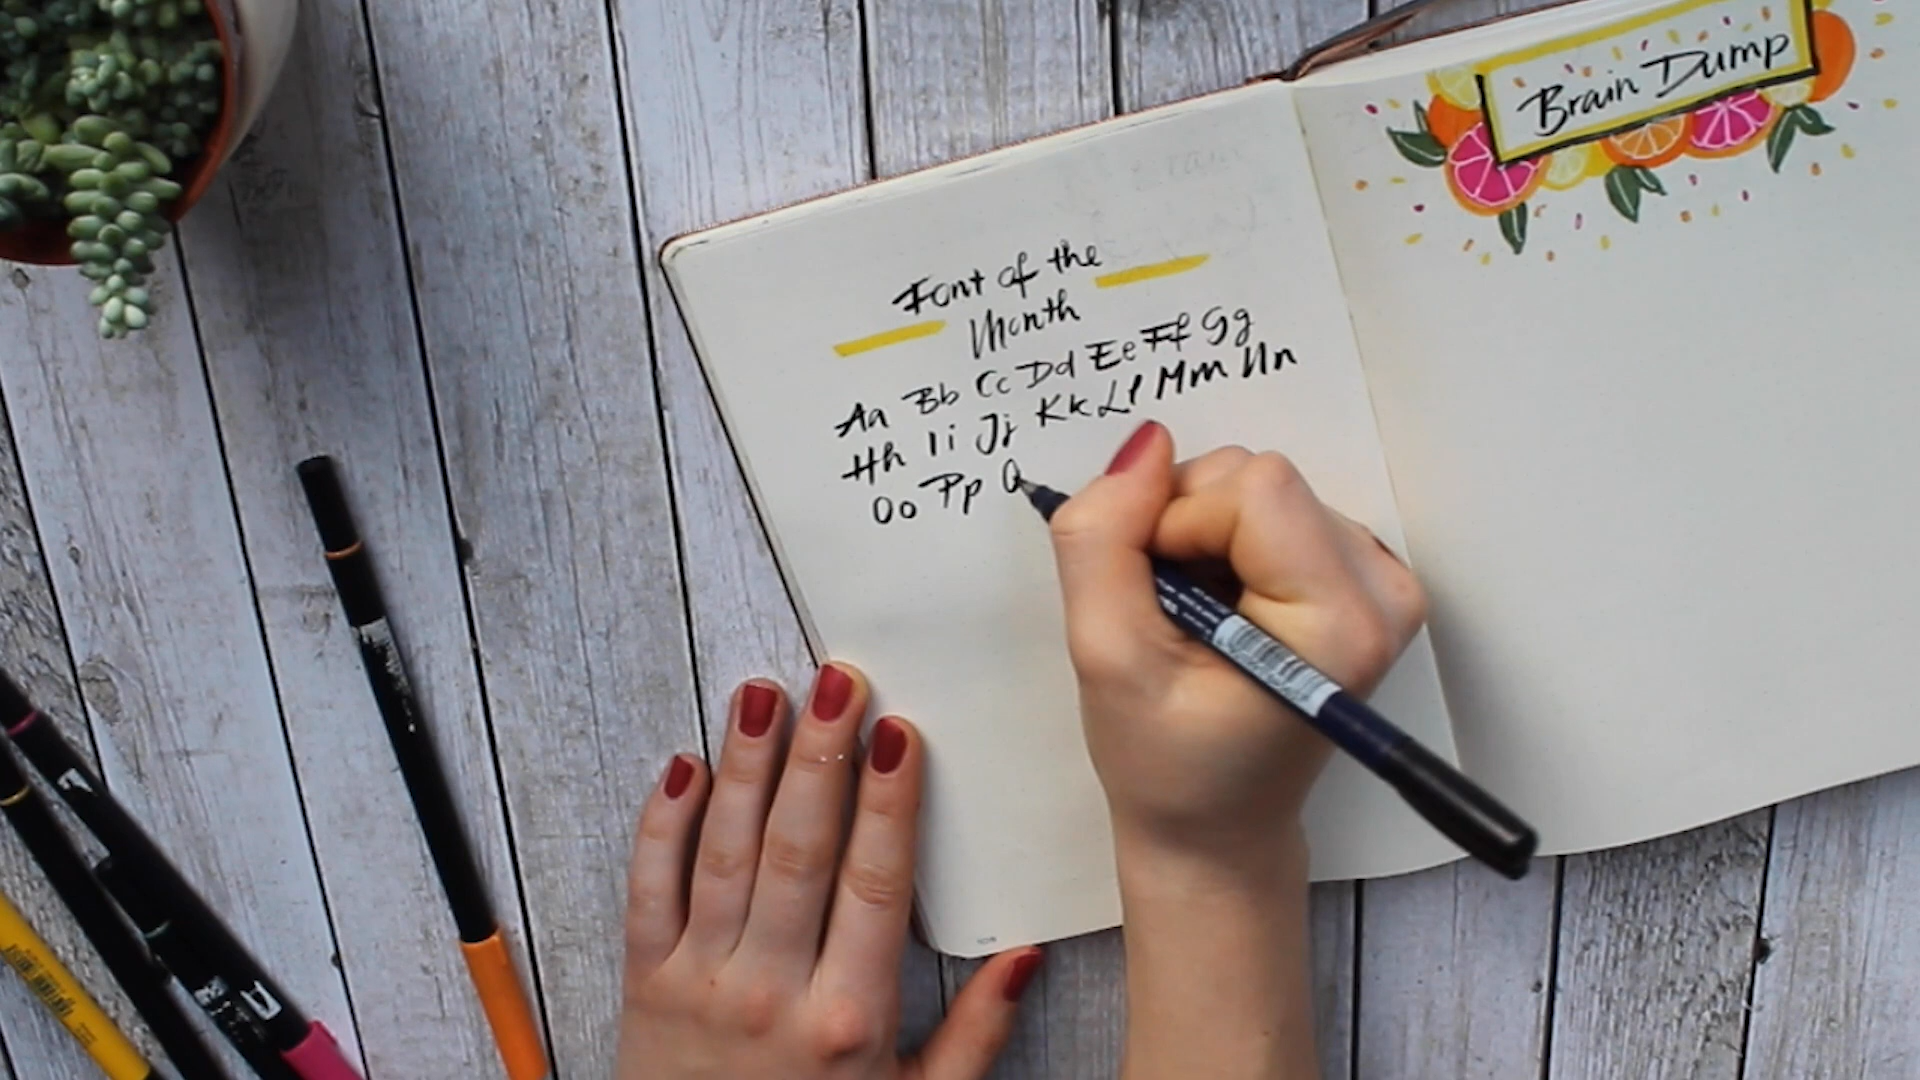 Font of the
Month
Aa Bb Cc Dd Ee Ff Gg
Hh Ii Jj Kk Ll Mm Nn
Oo Pp Q
Brain Dump